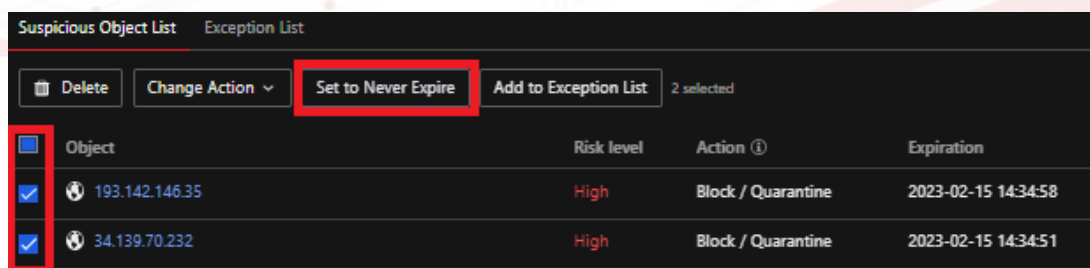 Suspicious Object List Exception List
Delete Change Action Set to Never Expire Add to Exception List 2 selected
Object Risk level Action Expiration
193.142.146.35 High Block / Quarantine 2023-02-15 14:34:58
34.139.70.232 High Block / Quarantine 2023-02-15 14:34:51